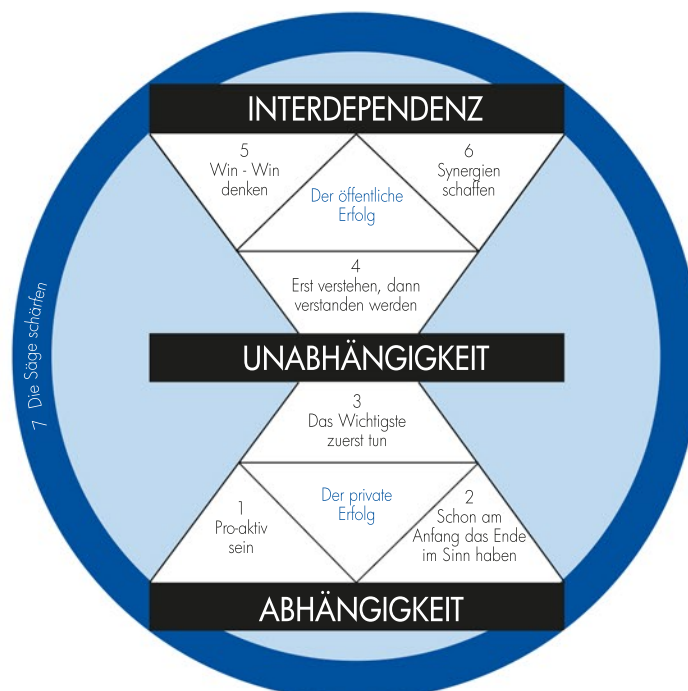 INTERDEPENDENZ
5
Win - Win
denken
6
Synergien
schaffen
Der öffentliche
Erfolg
4
Erst verstehen, dann
verstanden werden
UNABHÄNGIGKEIT
7 Die Säge schärfen
3
Das Wichtigste
zuerst tun
Der private
Erfolg
1
Pro-aktiv
sein
2
Schon am
Anfang das Ende
im Sinn haben
ABHÄNGIGKEIT